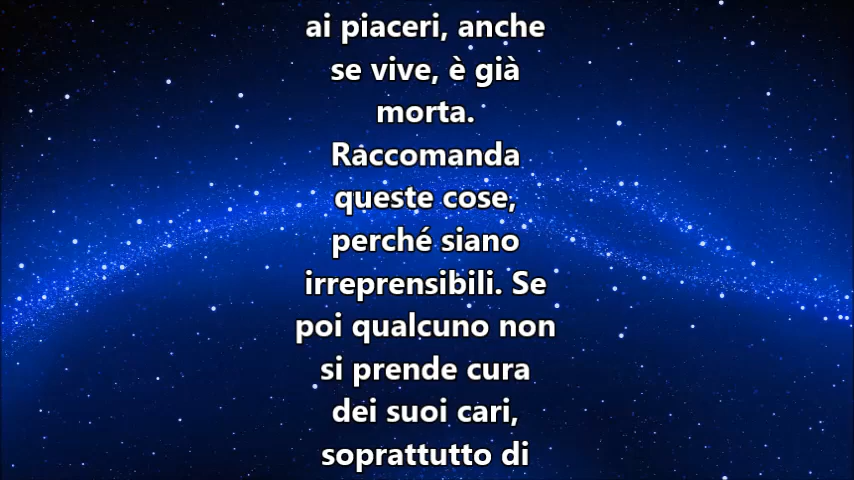 ai piaceri, anche
se vive, è già
morta.
Raccomanda
queste cose,
perché siano
irreprensibili. Se
poi qualcuno non
si prende cura
dei suoi cari,
soprattutto di